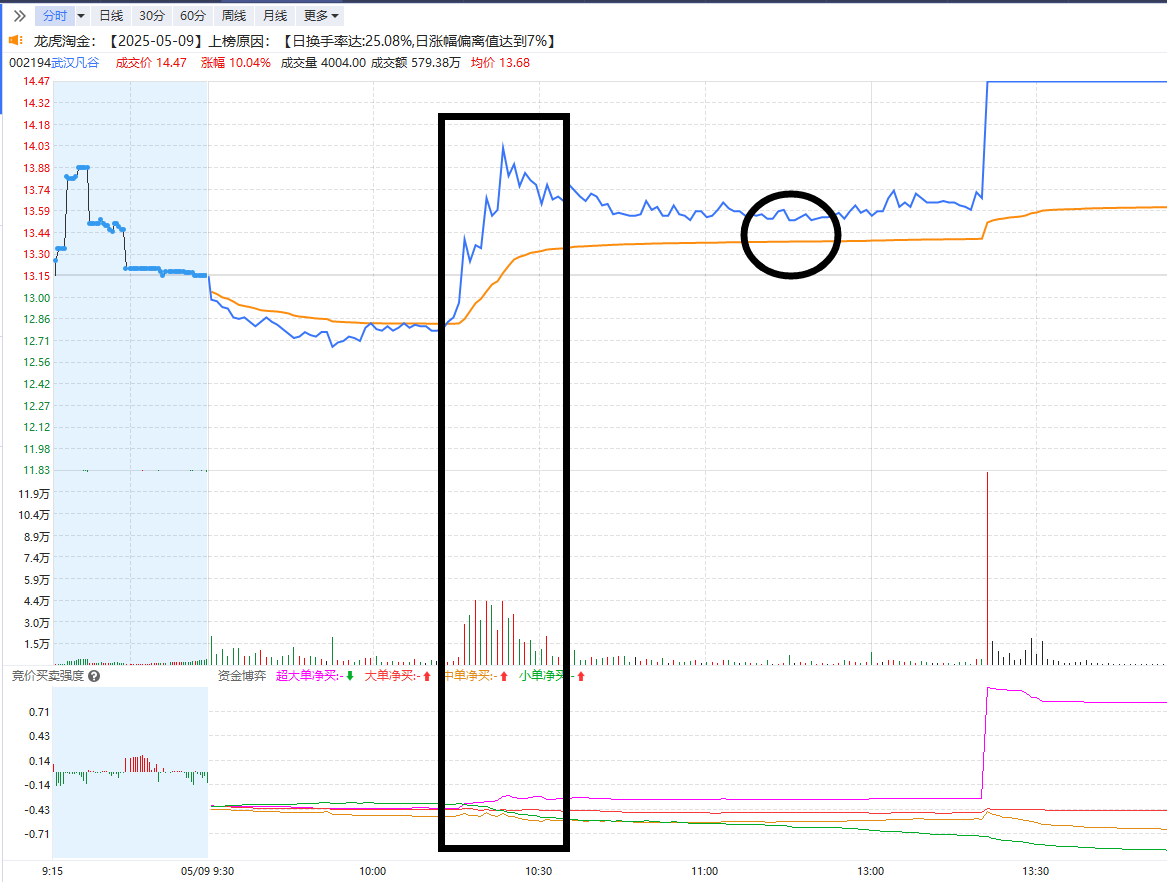 分时 日线 30分 60分 周线 月线 更多
龙虎淘金：【2025-05-09】上榜原因：【日换手率达:25.08%,日涨幅偏离值达到7%】
002194武汉凡谷 成交价 14.47 涨幅 10.04% 成交量 4004.00 成交额 579.38万 均价 13.68
14.47
14.32
14.18
14.03
13.88
13.74
13.59
13.44
13.30
13.15
13.00
12.86
12.71
12.56
12.42
12.27
12.12
11.98
11.83
11.9万
10.4万
8.9万
7.4万
5.9万
4.4万
3.0万
1.5万
竞价买卖强度 ? 资金博弈 超大单净买:- 大单净买:- 中单净买:- 小单净买:-
0.71
0.43
0.14
-0.14
-0.43
-0.71
9:15 05/09 9:30 10:00 10:30 11:00 13:00 13:30